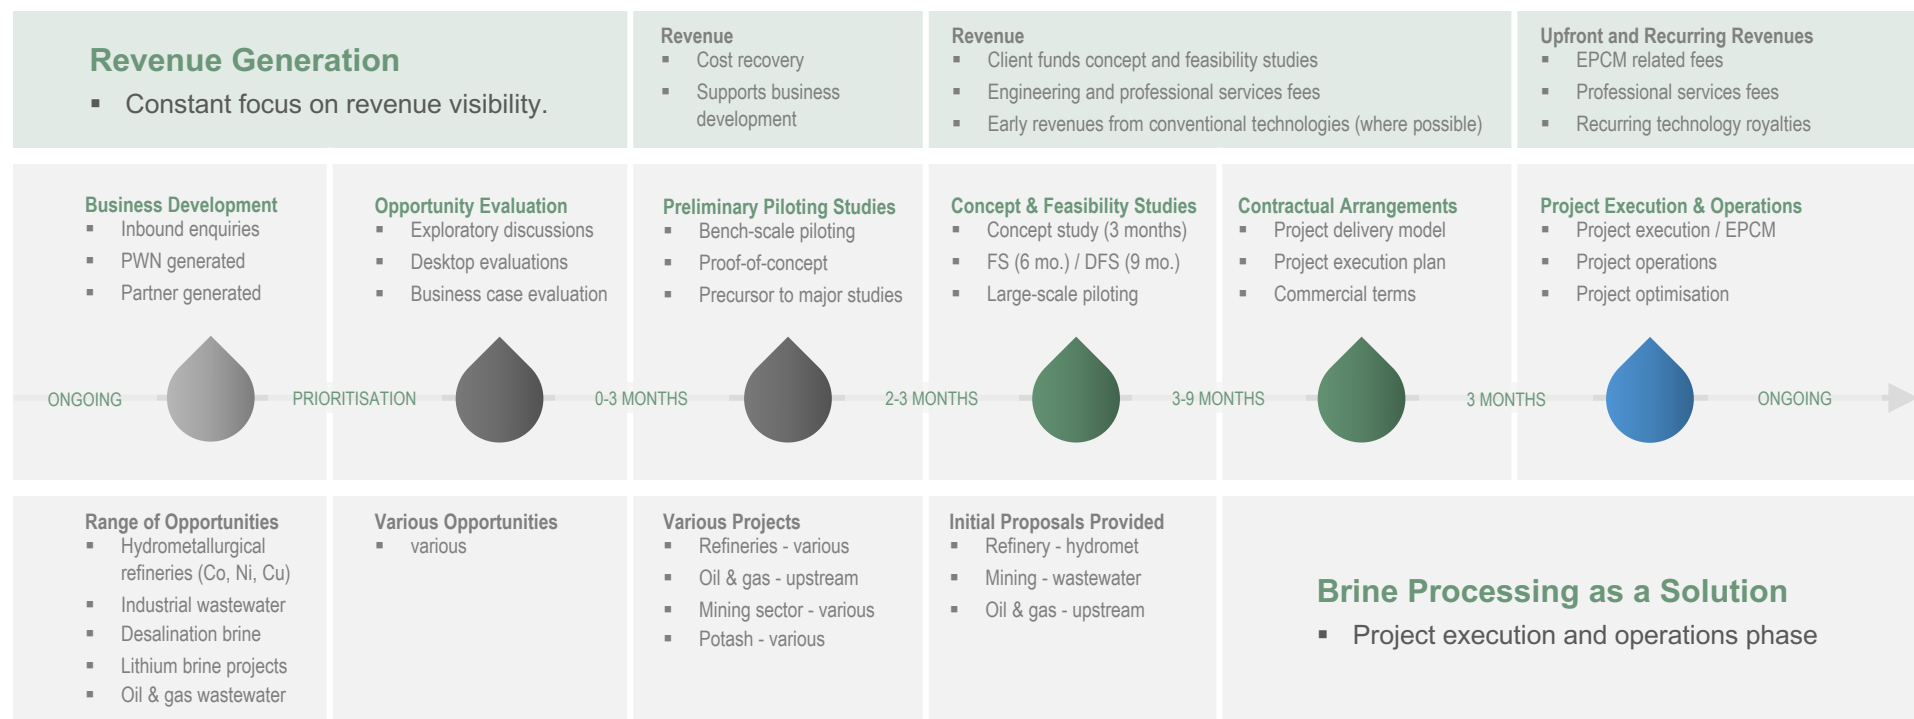 Revenue Generation
▪ Constant focus on revenue visibility.
Revenue
▪ Cost recovery
▪ Supports business
development
Revenue
▪ Client funds concept and feasibility studies
▪ Engineering and professional services fees
▪ Early revenues from conventional technologies (where possible)
Upfront and Recurring Revenues
▪ EPCM related fees
▪ Professional services fees
▪ Recurring technology royalties
Business Development
▪ Inbound enquiries
▪ PWN generated
▪ Partner generated
Opportunity Evaluation
▪ Exploratory discussions
▪ Desktop evaluations
▪ Business case evaluation
Preliminary Piloting Studies
▪ Bench-scale piloting
▪ Proof-of-concept
▪ Precursor to major studies
Concept & Feasibility Studies
▪ Concept study (3 months)
▪ FS (6 mo.) / DFS (9 mo.)
▪ Large-scale piloting
Contractual Arrangements
▪ Project delivery model
▪ Project execution plan
▪ Commercial terms
Project Execution & Operations
▪ Project execution / EPCM
▪ Project operations
▪ Project optimisation
ONGOING
PRIORITISATION
0-3 MONTHS
2-3 MONTHS
3-9 MONTHS
3 MONTHS
ONGOING
Range of Opportunities
▪ Hydrometallurgical
refineries (Co, Ni, Cu)
▪ Industrial wastewater
▪ Desalination brine
▪ Lithium brine projects
▪ Oil & gas wastewater
Various Opportunities
▪ various
Various Projects
▪ Refineries - various
▪ Oil & gas - upstream
▪ Mining sector - various
▪ Potash - various
Initial Proposals Provided
▪ Refinery - hydromet
▪ Mining - wastewater
▪ Oil & gas - upstream
Brine Processing as a Solution
▪ Project execution and operations phase